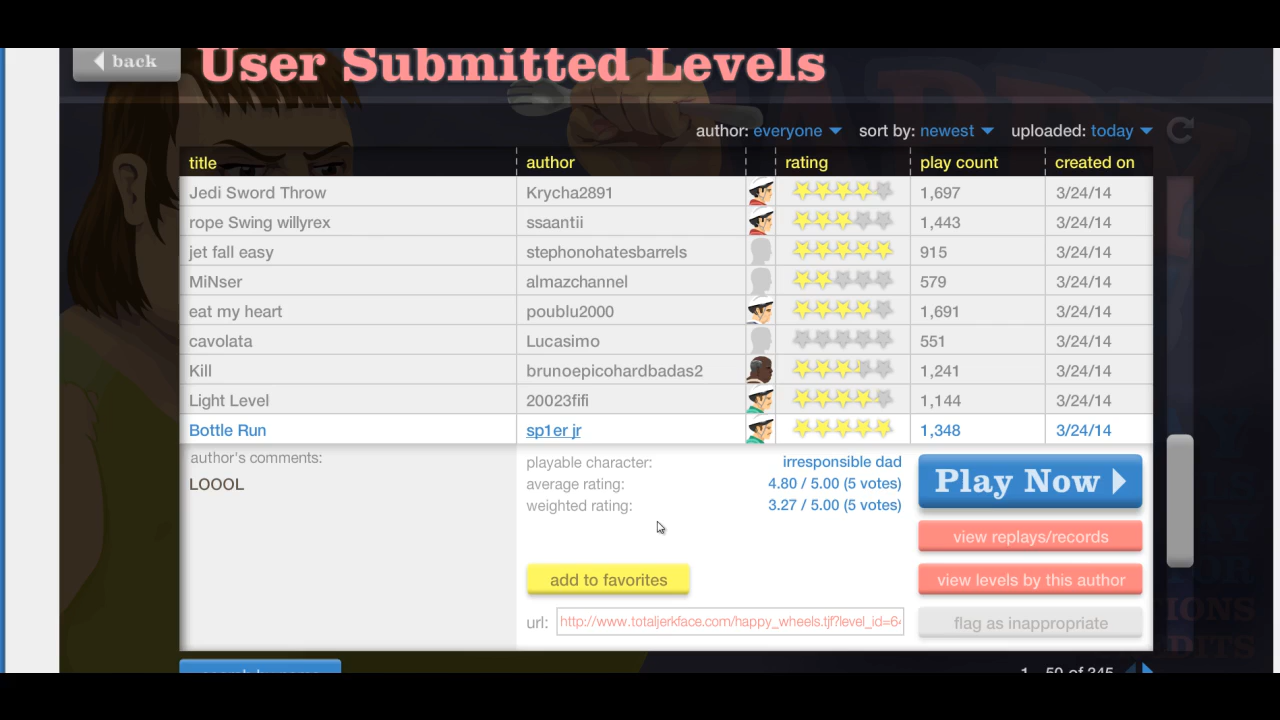 back
User Submitted Levels
author: everyone sort by: newest uploaded: today
title author rating play count created on
Jedi Sword Throw Krycha2891 1,697 3/24/14
rope Swing willyrex ssaantii 1,443 3/24/14
jet fall easy stephonohatesbarrels 915 3/24/14
MiNser almazchannel 579 3/24/14
eat my heart poublu2000 1,691 3/24/14
cavolata Lucasimo 551 3/24/14
Kill brunoepicohardbadas2 1,241 3/24/14
Light Level 20023fifi 1,144 3/24/14
Bottle Run sp1er jr 1,348 3/24/14
author's comments:
LOOOL
playable character: irresponsible dad
average rating: 4.80 / 5.00 (5 votes)
weighted rating: 3.27 / 5.00 (5 votes)
add to favorites
url: http://www.totaljerkface.com/happy_wheels.tjf?level_id=6
Play Now
view replays/records
view levels by this author
flag as inappropriate
1 - 50 of 345